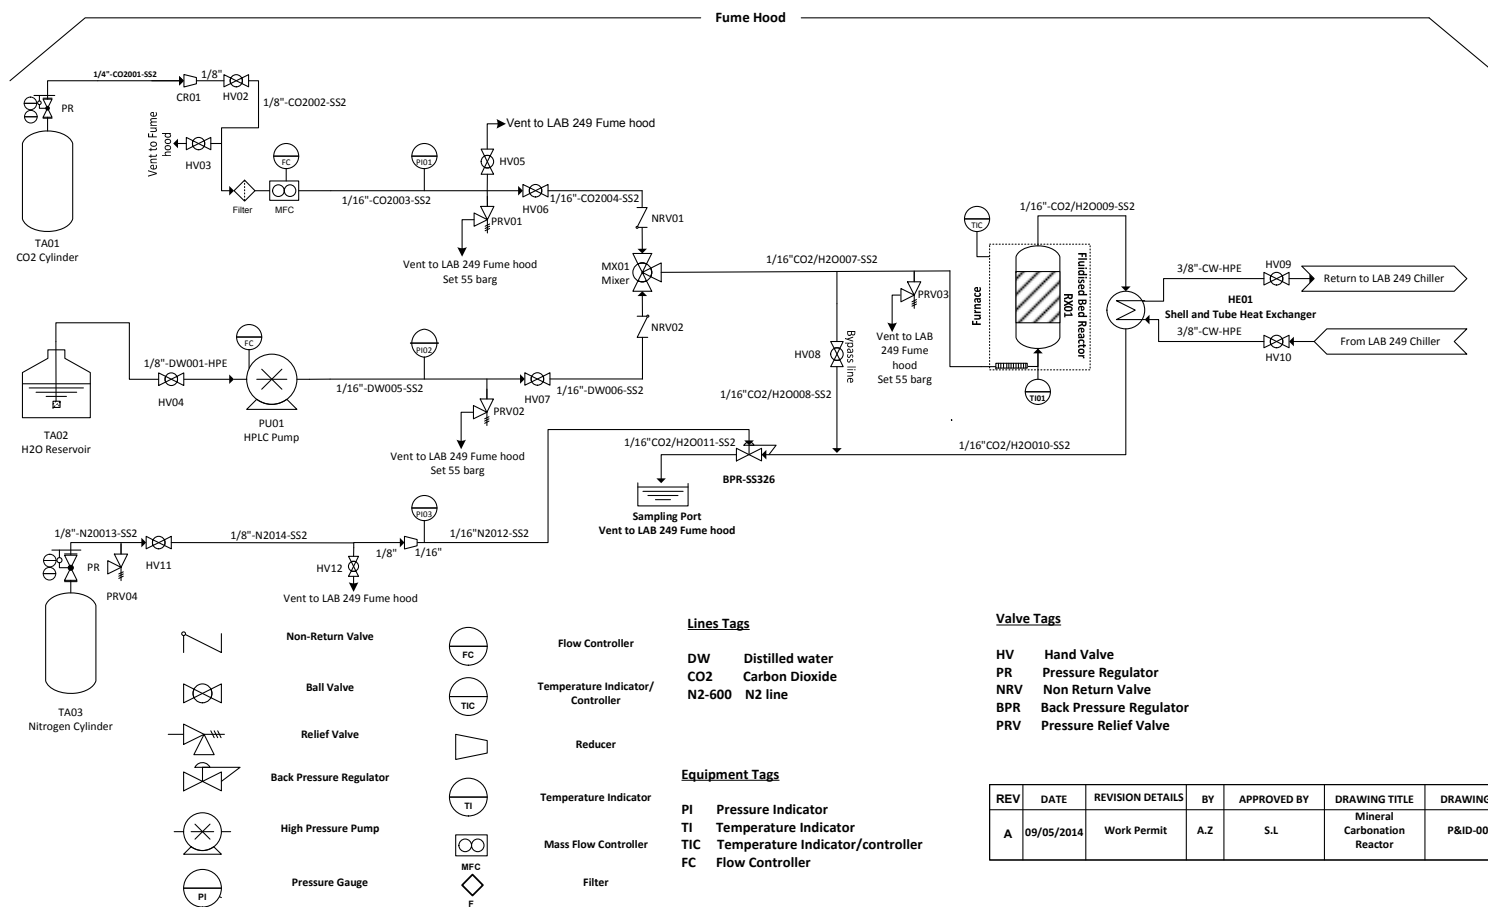 Fume Hood
1/4"-CO2001-SS2
1/8"
CR01
HV02
PR
1/8"-CO2002-SS2
Vent to Fume
hood
HV03
TA01
CO2 Cylinder
Filter
FC
MFC
1/16"-CO2003-SS2
PI01
Vent to LAB 249 Fume hood
HV05
HV06
1/16"-CO2004-SS2
PRV01
Vent to LAB 249 Fume hood
Set 55 barg
NRV01
MX01
Mixer
NRV02
1/16"CO2/H2O007-SS2
PRV03
Vent to LAB
249 Fume
hood
Set 55 barg
HV08
Bypass line
1/16"CO2/H2O008-SS2
TIC
Furnace
Fluidised Bed Reactor
RX01
TI01
1/16"-CO2/H2O009-SS2
3/8"-CW-HPE
HV09
Return to LAB 249 Chiller
HE01
Shell and Tube Heat Exchanger
3/8"-CW-HPE
HV10
From LAB 249 Chiller
1/16"CO2/H2O010-SS2
TA02
H2O Reservoir
1/8"-DW001-HPE
HV04
FC
PU01
HPLC Pump
1/16"-DW005-SS2
PI02
PRV02
Vent to LAB 249 Fume hood
Set 55 barg
HV07
1/16"-DW006-SS2
1/16"CO2/H2O011-SS2
BPR-SS326
Sampling Port
Vent to LAB 249 Fume hood
1/8"-N20013-SS2
PR
PRV04
HV11
1/8"-N2014-SS2
HV12
Vent to LAB 249 Fume hood
1/8"
1/16"
PI03
1/16"N2012-SS2
TA03
Nitrogen Cylinder
Non-Return Valve
Ball Valve
Relief Valve
Back Pressure Regulator
High Pressure Pump
PI
Pressure Gauge
FC
Flow Controller
TIC
Temperature Indicator/
Controller
Reducer
TI
Temperature Indicator
MFC
Mass Flow Controller
F
Filter
Lines Tags
DW Distilled water
CO2 Carbon Dioxide
N2-600 N2 line
Equipment Tags
PI Pressure Indicator
TI Temperature Indicator
TIC Temperature Indicator/controller
FC Flow Controller
Valve Tags
HV Hand Valve
PR Pressure Regulator
NRV Non Return Valve
BPR Back Pressure Regulator
PRV Pressure Relief Valve
REV DATE REVISION DETAILS BY APPROVED BY DRAWING TITLE DRAWING
A 09/05/2014 Work Permit A.Z S.L Mineral Carbonation Reactor P&ID-00